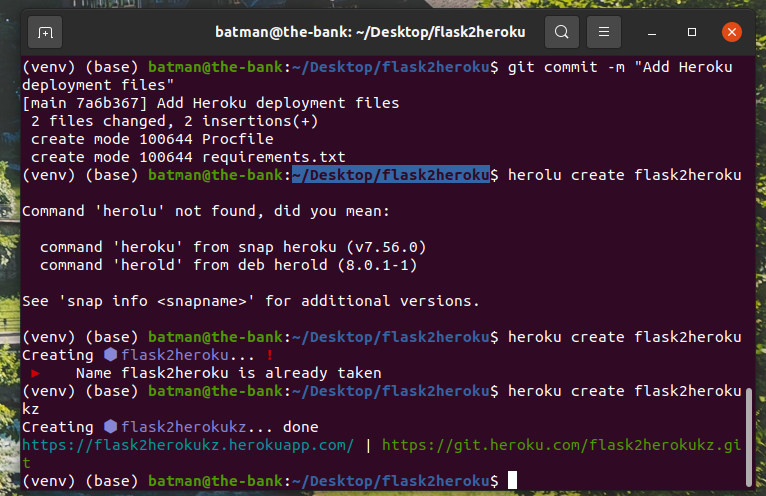 batman@the-bank: ~/Desktop/flask2heroku
(venv) (base) batman@the-bank:~/Desktop/flask2heroku$ git commit -m "Add Heroku
deployment files"
[main 7a6b367] Add Heroku deployment files
 2 files changed, 2 insertions(+)
 create mode 100644 Procfile
 create mode 100644 requirements.txt
(venv) (base) batman@the-bank:~/Desktop/flask2heroku$ herolu create flask2heroku

Command 'herolu' not found, did you mean:

  command 'heroku' from snap heroku (v7.56.0)
  command 'herold' from deb herold (8.0.1-1)

See 'snap info <snapname>' for additional versions.

(venv) (base) batman@the-bank:~/Desktop/flask2heroku$ heroku create flask2heroku
Creating ⬢ flask2heroku... !
 ▸    Name flask2heroku is already taken
(venv) (base) batman@the-bank:~/Desktop/flask2heroku$ heroku create flask2heroku
kz
Creating ⬢ flask2herokukz... done
https://flask2herokukz.herokuapp.com/ | https://git.heroku.com/flask2herokukz.gi
t
(venv) (base) batman@the-bank:~/Desktop/flask2heroku$